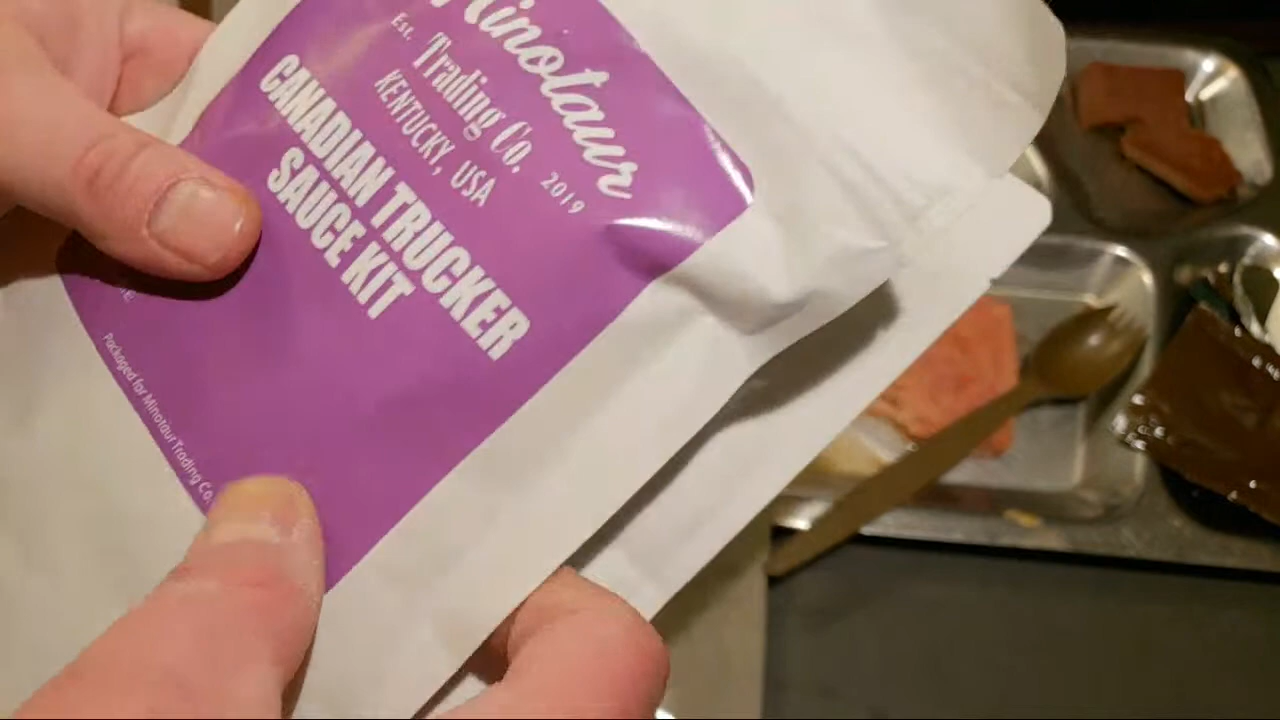 Minotaur
Est. Trading Co. 2019
KENTUCKY, USA
CANADIAN TRUCKER
SAUCE KIT
Packaged for Minotaur Trading Co.